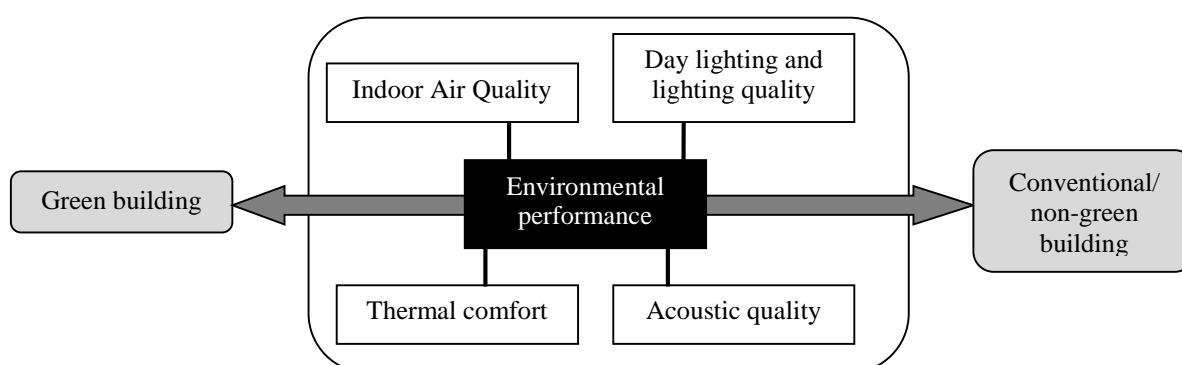 Indoor Air Quality
Day lighting and
lighting quality
Green building
Environmental
performance
Conventional/
non-green
building
Thermal comfort
Acoustic quality